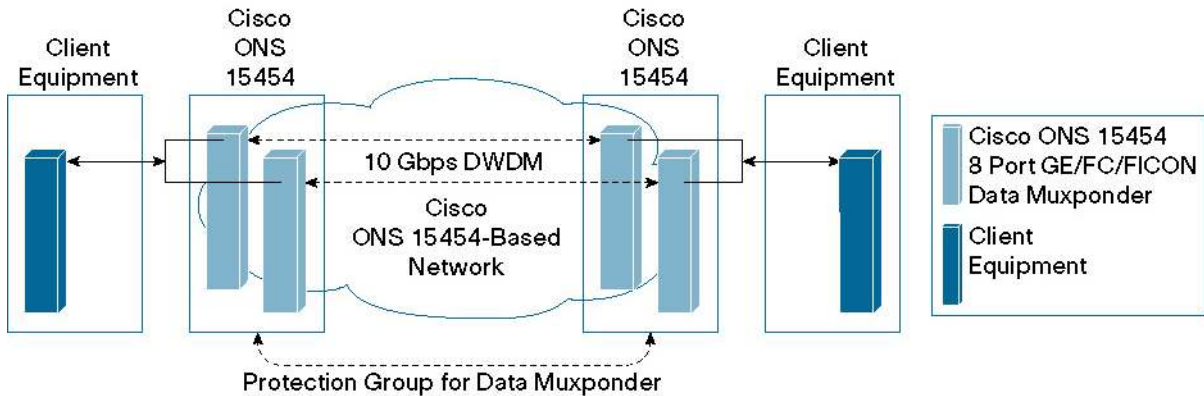 Client
Equipment
Cisco
ONS
15454
Cisco
ONS
15454
Client
Equipment
10 Gbps DWDM
Cisco
ONS 15454-Based
Network
Protection Group for Data Muxponder
Cisco ONS 15454
8 Port GE/FC/FICON
Data Muxponder
Client
Equipment